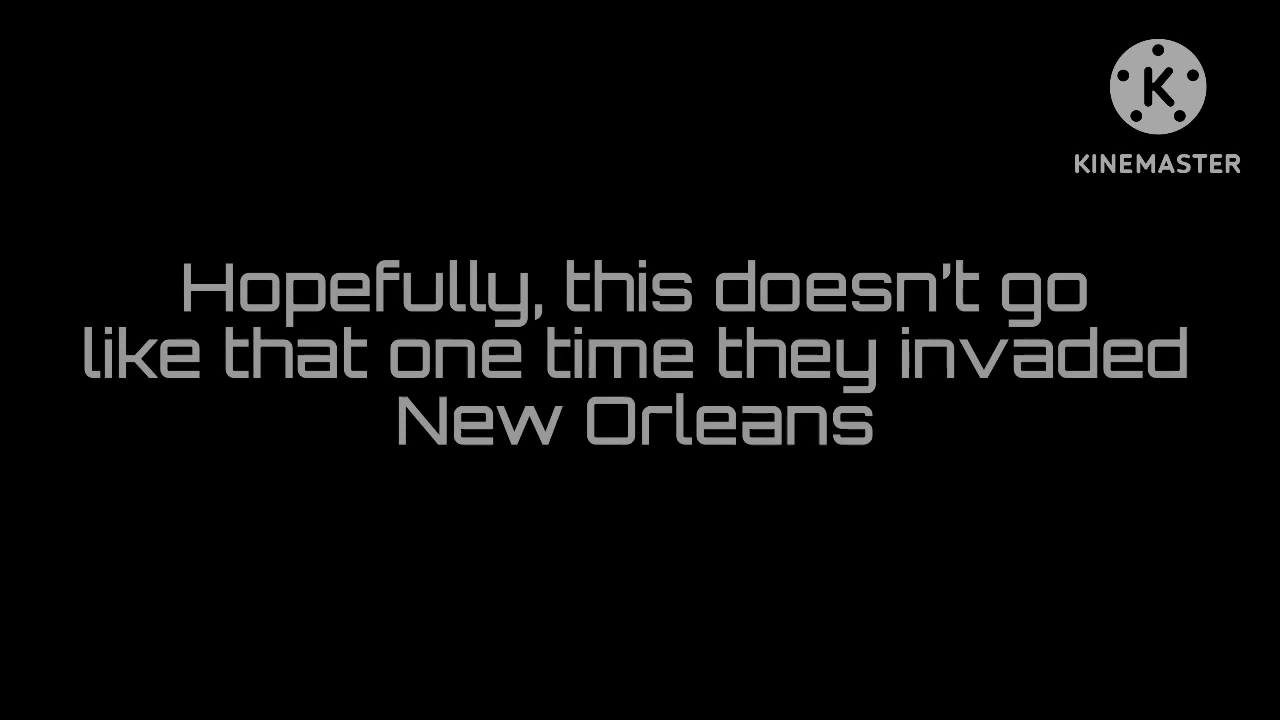 KINEMASTER
Hopefully, this doesn't go
like that one time they invaded
New Orleans